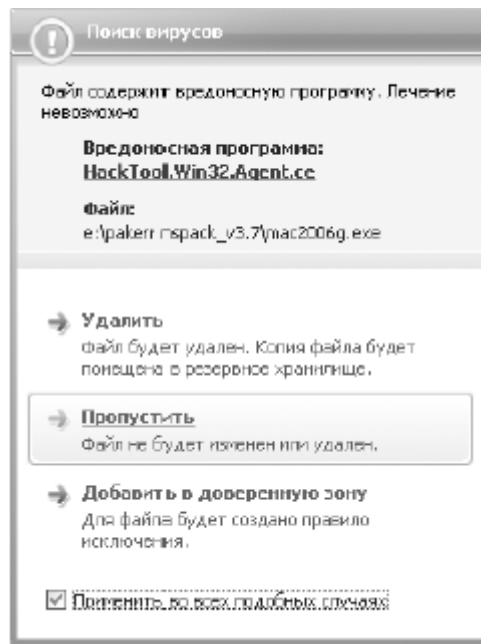 Поиск вирусов
Файл содержит вредоносную программу. Лечение
невозможно
Вредоносная программа:
HackTool.Win32.Agent.ce
Файл:
e:\pakerr mspack_v3.7\mac2006g.exe
Удалить
Файл будет удален. Копия файла будет
помещена в резервное хранилище.
Пропустить
Файл не будет изменен или удален.
Добавить в доверенную зону
Для файла будет создано правило
исключения.
Применить во всех подобных случаях